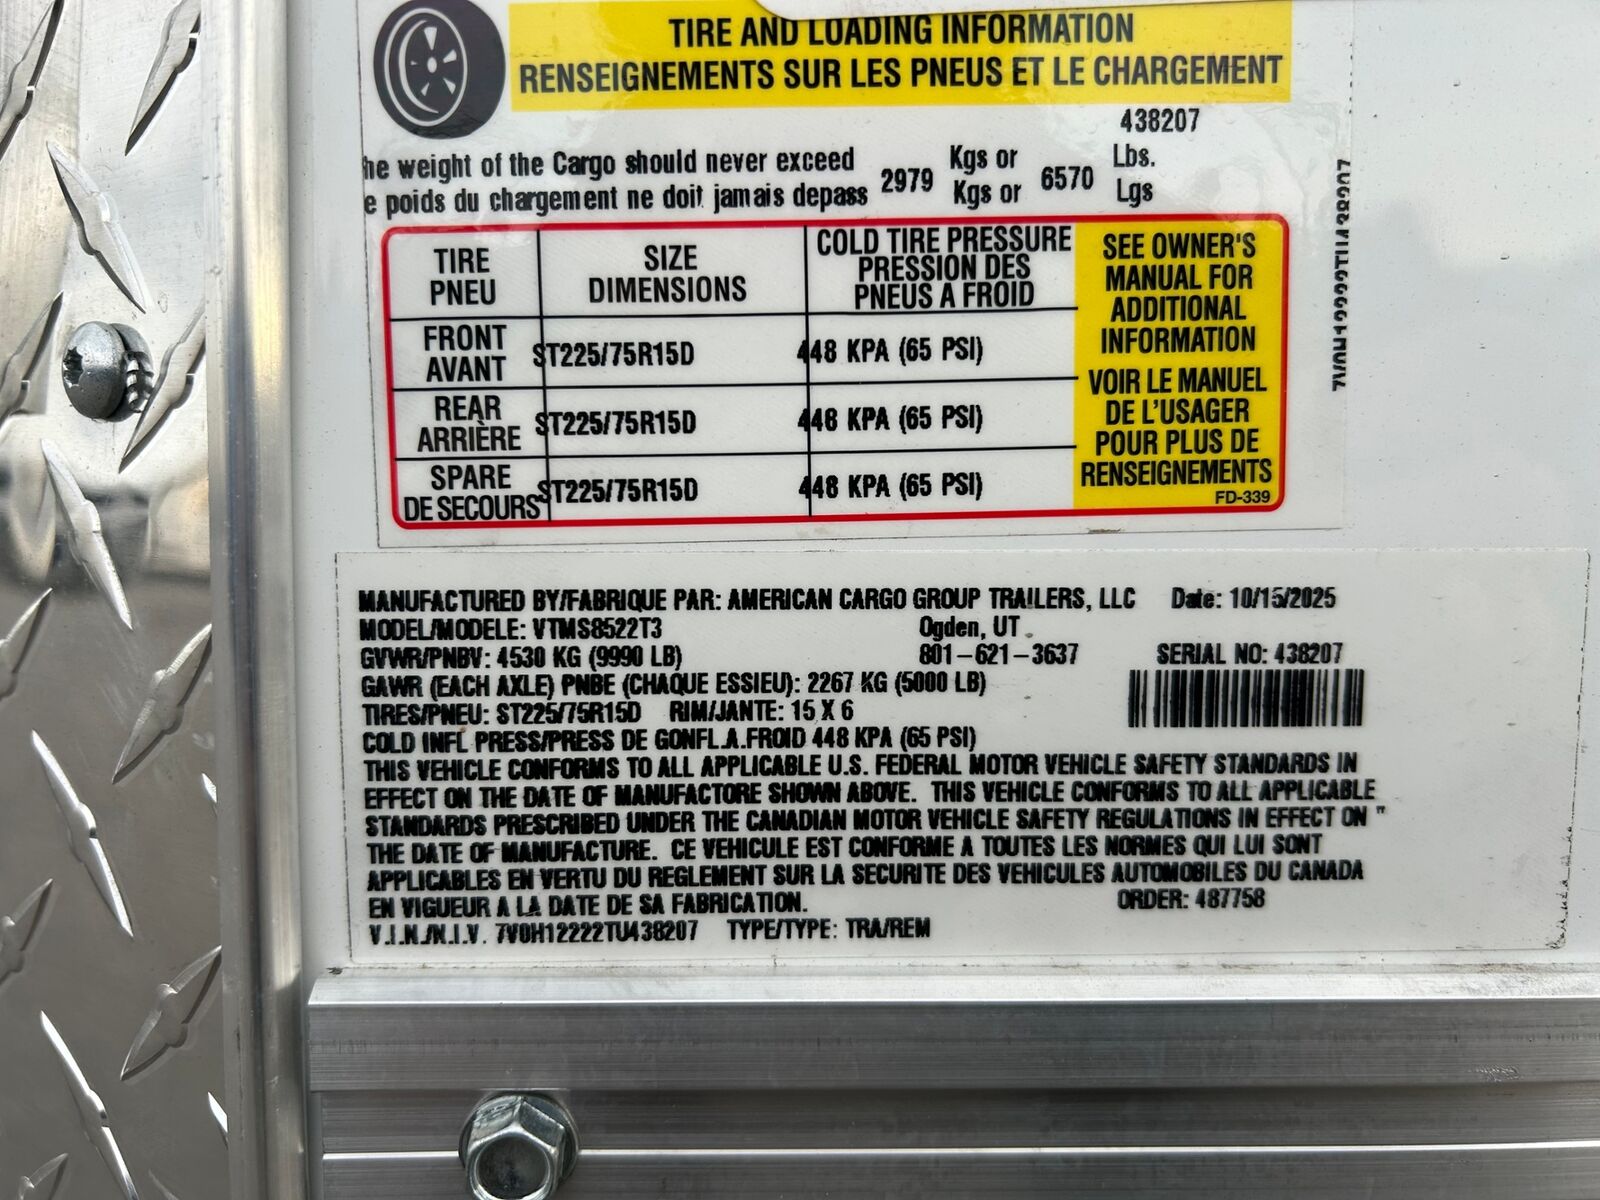 TIRE AND LOADING INFORMATION
RENSEIGNEMENTS SUR LES PNEUS ET LE CHARGEMENT
438207
he weight of the Cargo should never exceed 2979 Kgs or 6570 Lbs.
e poids du chargement ne doit jamais depass Kgs or Lgs
TIRE PNEU
SIZE DIMENSIONS
COLD TIRE PRESSURE
PRESSION DES
PNEUS A FROID
FRONT AVANT ST225/75R15D 448 KPA (65 PSI)
REAR ARRIÈRE ST225/75R15D 448 KPA (65 PSI)
SPARE DE SECOURS ST225/75R15D 448 KPA (65 PSI)
SEE OWNER'S
MANUAL FOR
ADDITIONAL
INFORMATION
VOIR LE MANUEL
DE L'USAGER
POUR PLUS DE
RENSEIGNEMENTS
FD-339
MANUFACTURED BY/FABRIQUE PAR: AMERICAN CARGO GROUP TRAILERS, LLC Date: 10/15/2025
MODEL/MODELE: VTMS8522T3 Ogden, UT.
GVWR/PNBV: 4530 KG (9990 LB) 801-621-3637 SERIAL NO: 438207
GAWR (EACH AXLE) PNBE (CHAQUE ESSIEU): 2267 KG (5000 LB)
TIRES/PNEU: ST225/75R15D RIM/JANTE: 15 X 6
COLD INFL PRESS/PRESS DE GONFL.A.FROID 448 KPA (65 PSI)
THIS VEHICLE CONFORMS TO ALL APPLICABLE U.S. FEDERAL MOTOR VEHICLE SAFETY STANDARDS IN
EFFECT ON THE DATE OF MANUFACTORE SHOWN ABOVE. THIS VEHICLE CONFORMS TO ALL APPLICABLE
STANDARDS PRESCRIBED UNDER THE CANADIAN MOTOR VEHICLE SAFETY REGULATIONS IN EFFECT ON "
THE DATE OF MANUFACTURE. CE VEHICULE EST CONFORME A TOUTES LES NORMES QUI LUI SONT
APPLICABLES EN VERTU DU REGLEMENT SUR LA SECURITE DES VEHICULES AUTOMOBILES DU CANADA
EN VIGUEUR A LA DATE DE SA FABRICATION. ORDER: 487758
V.I.N./N.I.V. 7V0H12222TU438207 TYPE/TYPE: TRA/REM